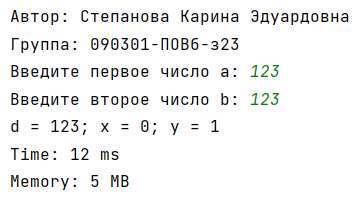 Автор: Степанова Карина Эдуардовна
Группа: 090301-ПОВб-з23
Введите первое число a: 123
Введите второе число b: 123
d = 123; x = 0; y = 1
Time: 12 ms
Memory: 5 MB